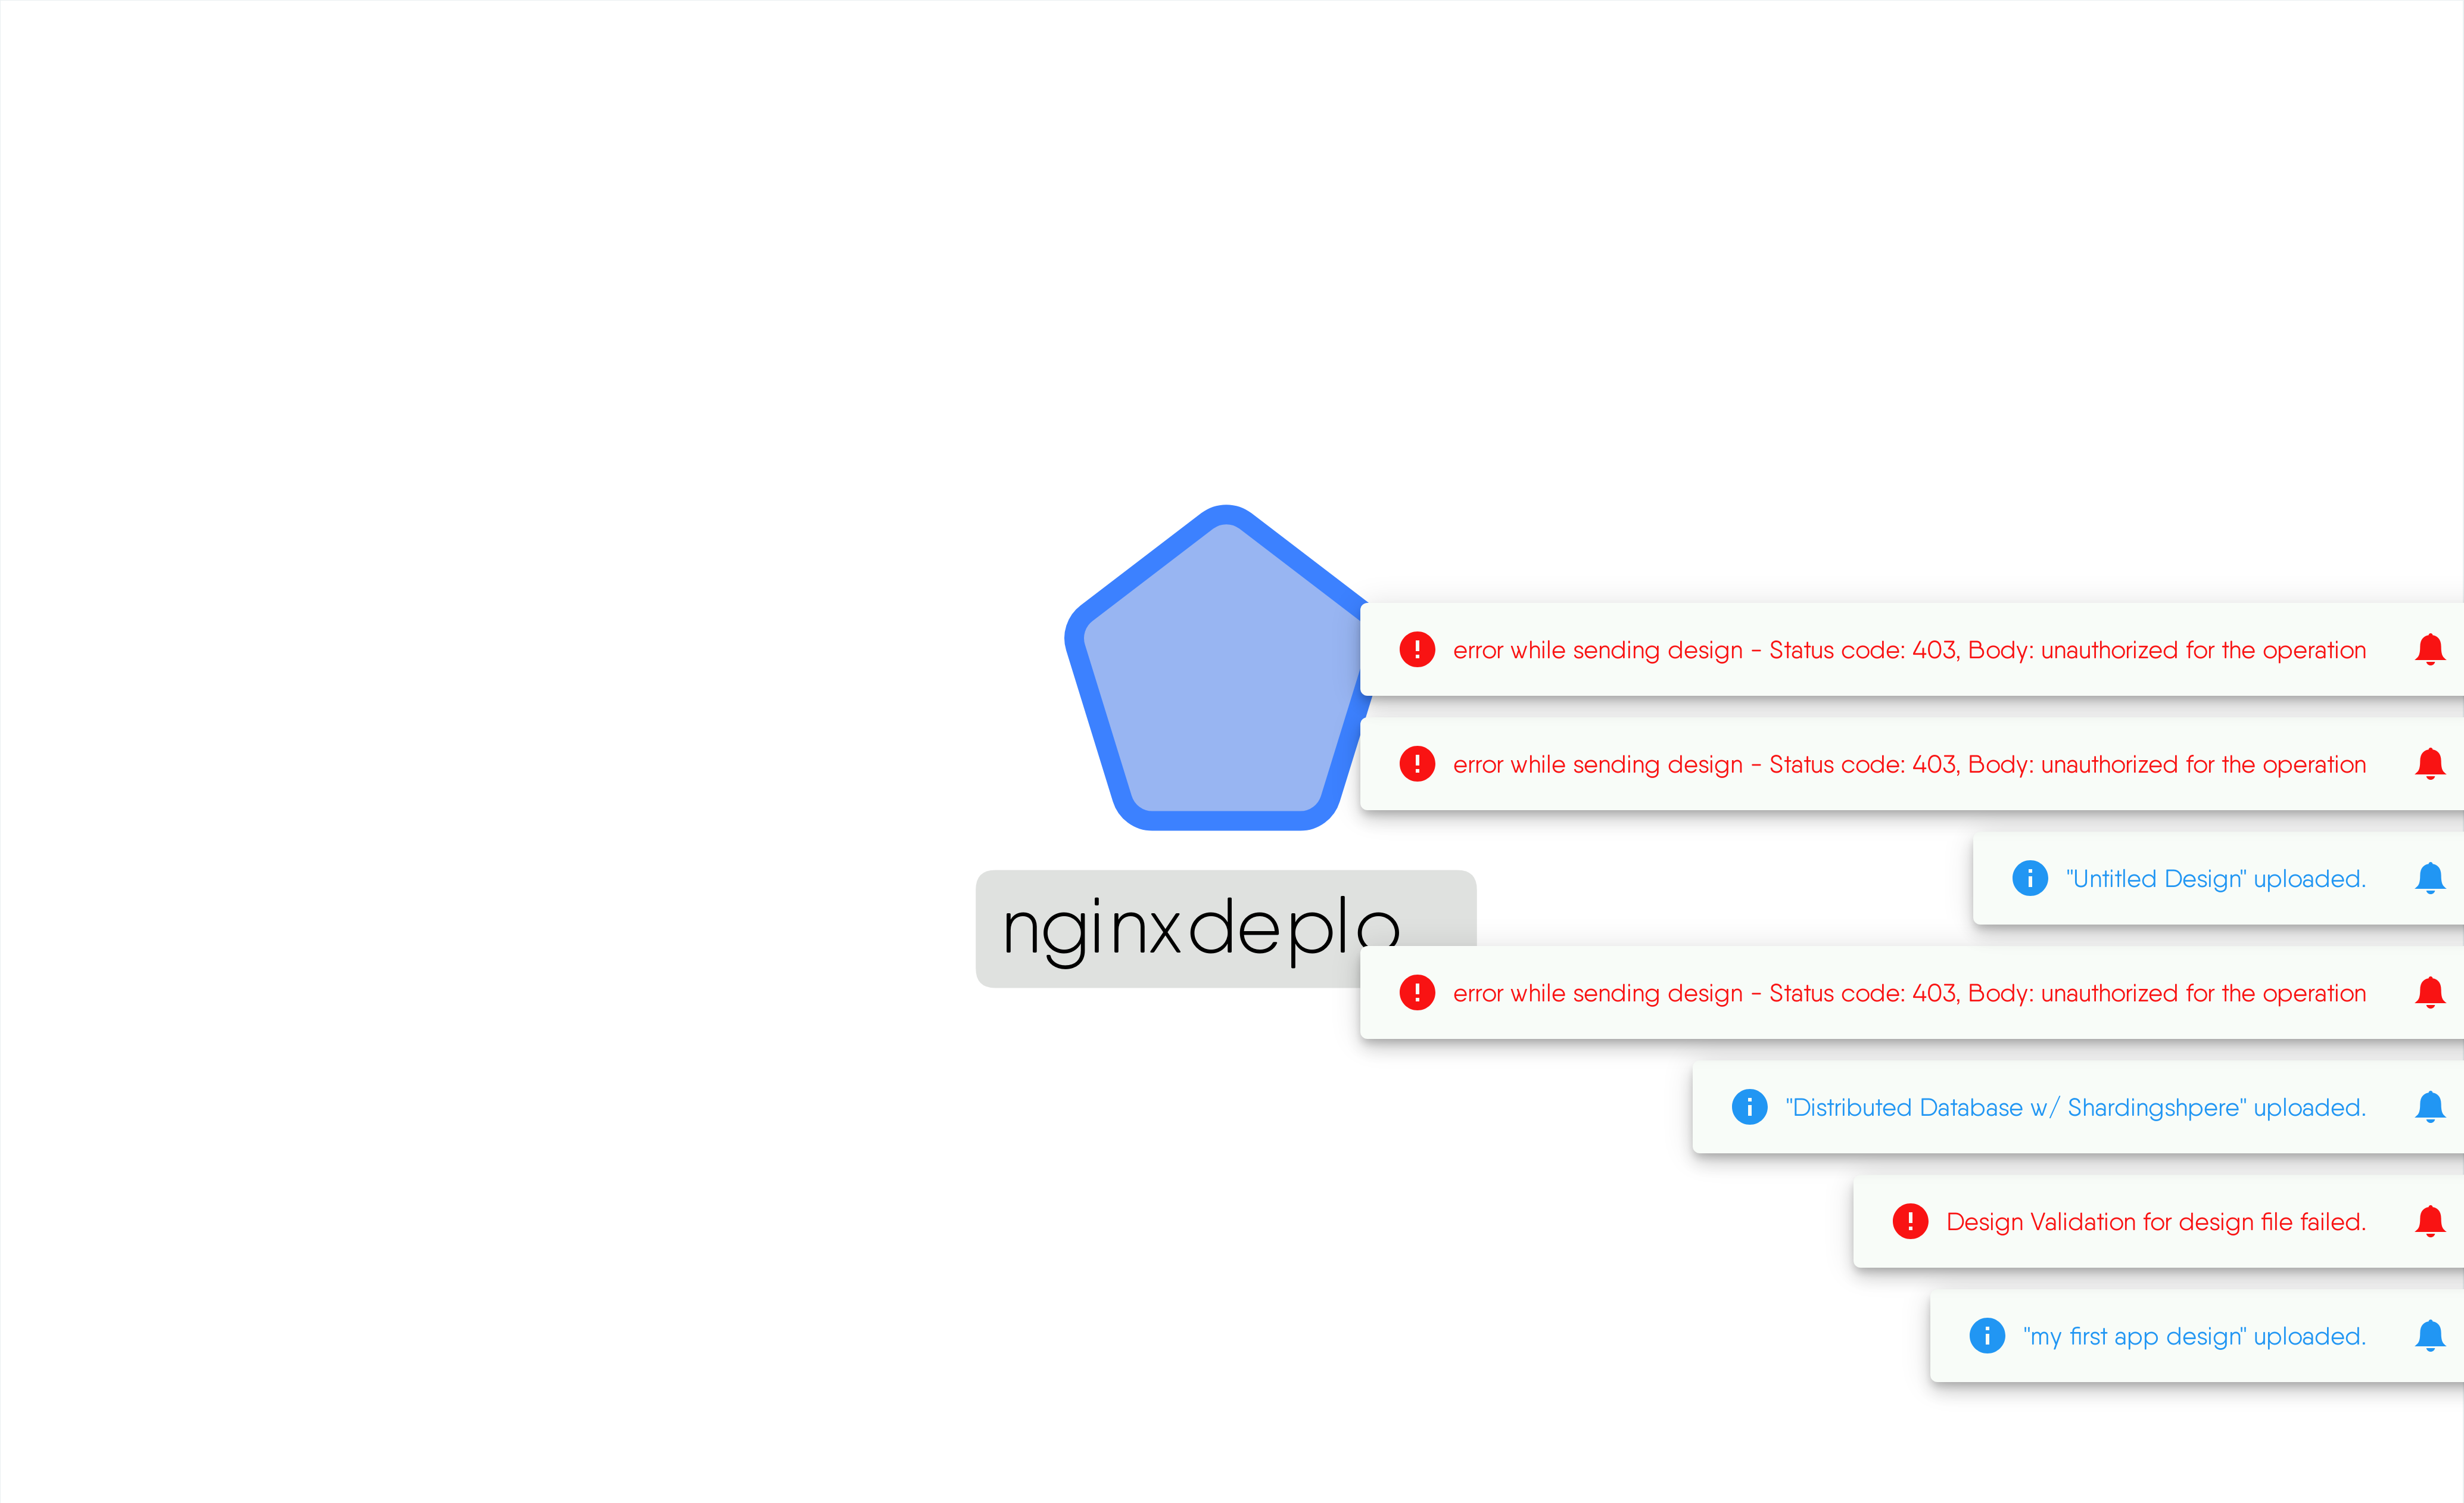 error while sending design - Status code: 403, Body: unauthorized for the operation
error while sending design - Status code: 403, Body: unauthorized for the operation
"Untitled Design" uploaded.
nginxdeplo
error while sending design - Status code: 403, Body: unauthorized for the operation
"Distributed Database w/ Shardingshpere" uploaded.
Design Validation for design file failed.
"my first app design" uploaded.